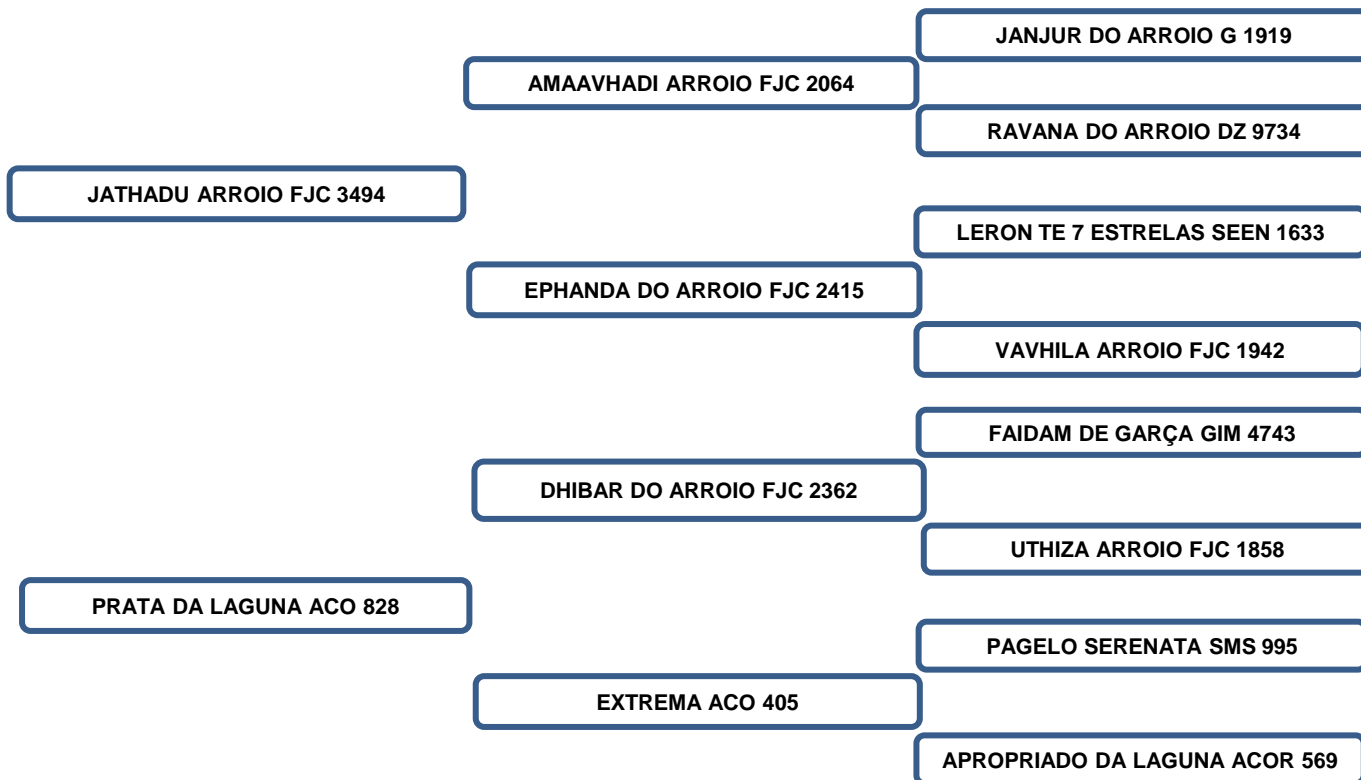 JANJUR DO ARROIO G 1919
AMAAVHADI ARROIO FJC 2064
RAVANA DO ARROIO DZ 9734
JATHADU ARROIO FJC 3494
LERON TE 7 ESTRELAS SEEN 1633
EPHANDA DO ARROIO FJC 2415
VAVHILA ARROIO FJC 1942
FAIDAM DE GARÇA GIM 4743
DHIBAR DO ARROIO FJC 2362
UTHIZA ARROIO FJC 1858
PRATA DA LAGUNA ACO 828
PAGELO SERENATA SMS 995
EXTREMA ACO 405
APROPRIADO DA LAGUNA ACOR 569